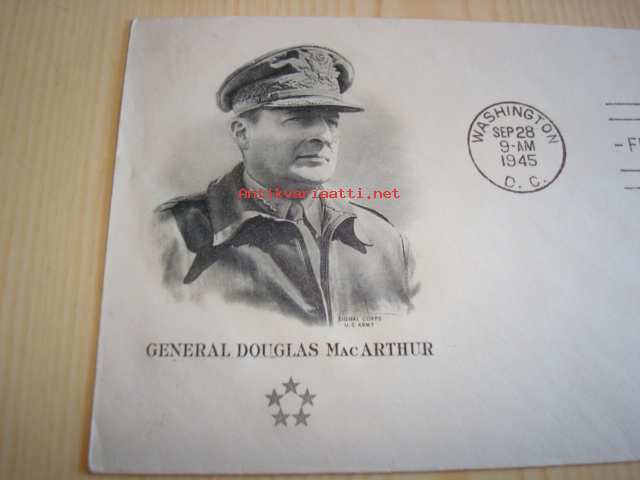 WASHINGTON
SEP 28
9-AM
1945
D. C.
Antikvariaatti.net
SIGNAL CORPS
U.S. ARMY
GENERAL DOUGLAS MACARTHUR